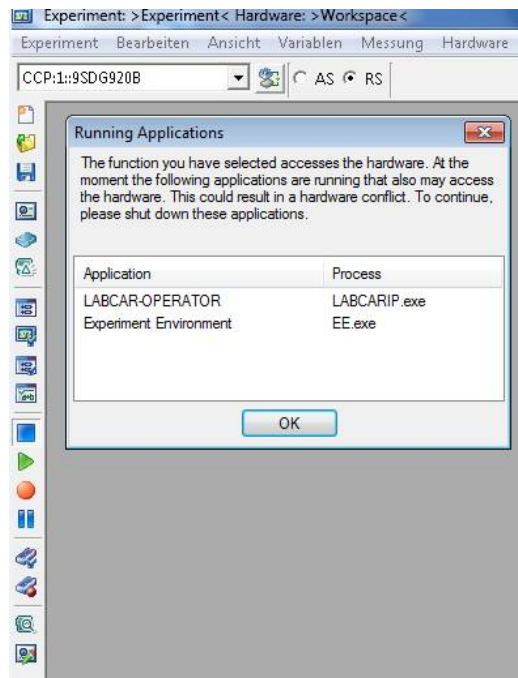 Experiment: >Experiment< Hardware: >Workspace<
Experiment Bearbeiten Ansicht Variablen Messung Hardware
CCP:1::9SDG920B AS RS
Running Applications
The function you have selected accesses the hardware. At the
moment the following applications are running that also may access
the hardware. This could result in a hardware conflict. To continue,
please shut down these applications.
Application Process
LABCAR-OPERATOR LABCARIP.exe
Experiment Environment EE.exe
OK